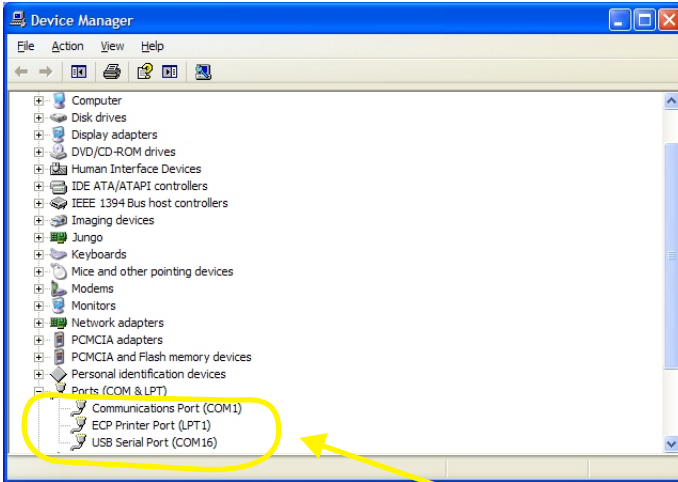 Device Manager
File Action View Help
Computer
Disk drives
Display adapters
DVD/CD-ROM drives
Human Interface Devices
IDE ATA/ATAPI controllers
IEEE 1394 Bus host controllers
Imaging devices
Jungo
Keyboards
Mice and other pointing devices
Modems
Monitors
Network adapters
PCMCIA adapters
PCMCIA and Flash memory devices
Personal identification devices
Ports (COM & LPT)
Communications Port (COM1)
ECP Printer Port (LPT1)
USB Serial Port (COM16)